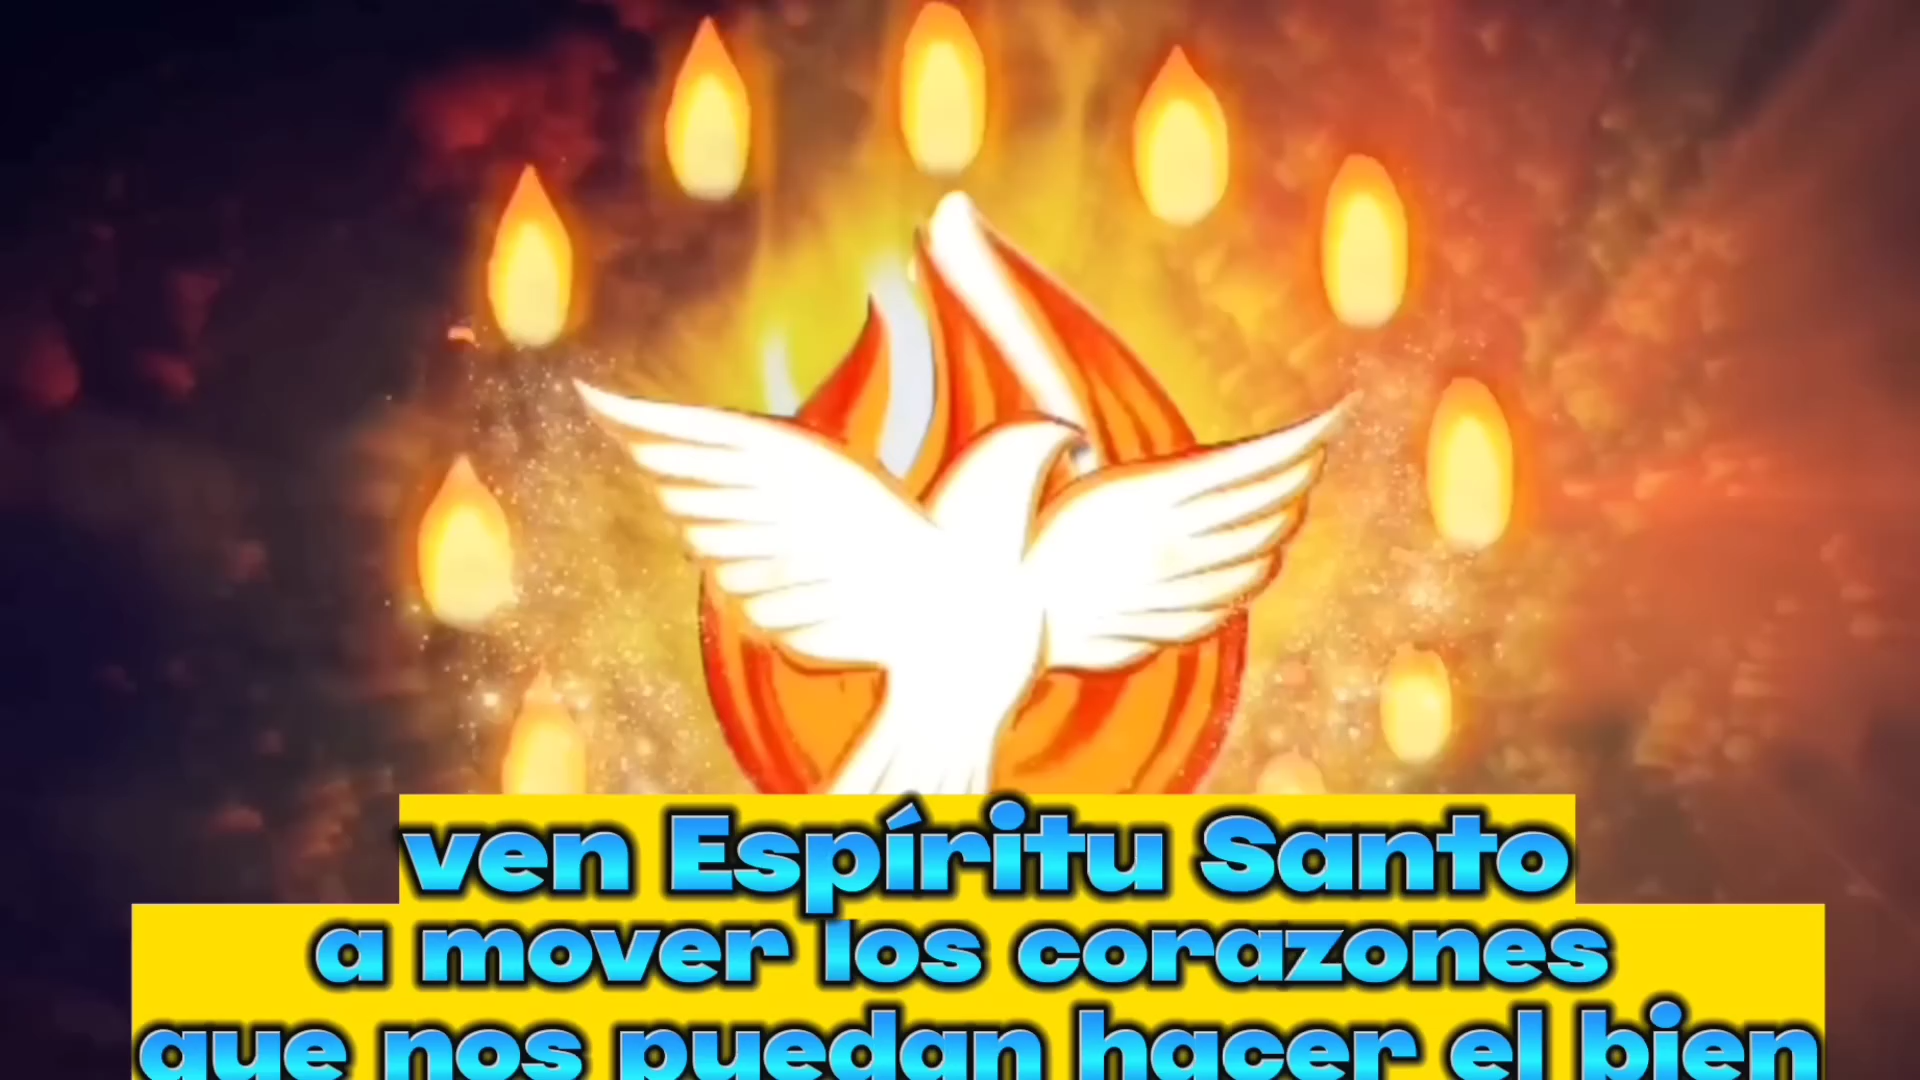 ven Espíritu Santo
a mover los corazones
que nos puedan hacer el bien